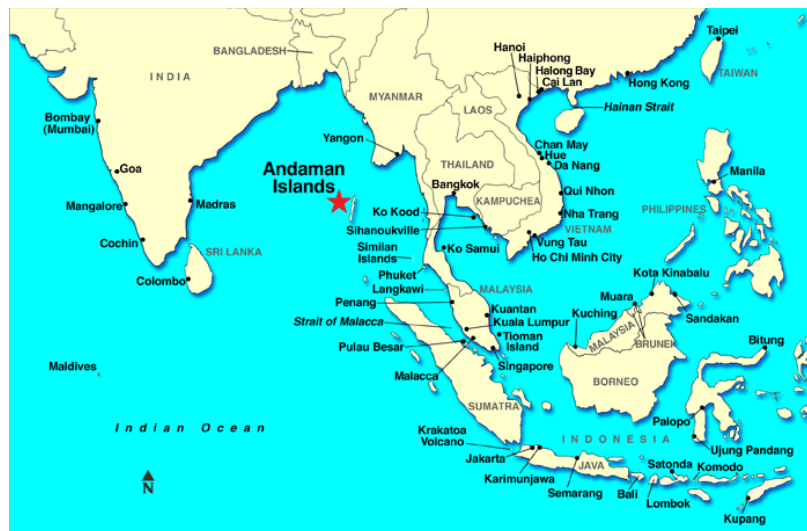 Taipei
TAIWAN
Hanoi
Haiphong
Halong Bay
Cai Lan
Hong Kong
Hainan Strait
BANGLADESH
INDIA
MYANMAR
LAOS
Bombay
(Mumbai)
Yangon
Chan May
Hue
Da Nang
THAILAND
Goa
Andaman
Islands
Bangkok
Manila
Mangalore
Madras
KAMPUCHEA
Qui Nhon
PHILIPPINES
Ko Kood
Nha Trang
Sihanoukville
VIETNAM
Cochin
SRI LANKA
Similan
Islands
Ko Samui
Vung Tau
Ho Chi Minh City
Colombo
Phuket
Langkawi
MALAYSIA
Kota Kinabalu
Penang
Kuantan
Muara
Sandakan
Strait of Malacca
Kuala Lumpur
Kuching
MALAYSIA
Tioman
Island
Pulau Besar
BRUNEI
Bitung
Maldives
Malacca
Singapore
BORNEO
SUMATRA
Palopo
Indian Ocean
Krakatoa
Volcano
INDONESIA
Ujung Pandang
Jakarta
JAVA
Satonda
Komodo
Karimunjawa
Semarang
Bali
Lombok
Kupang
N